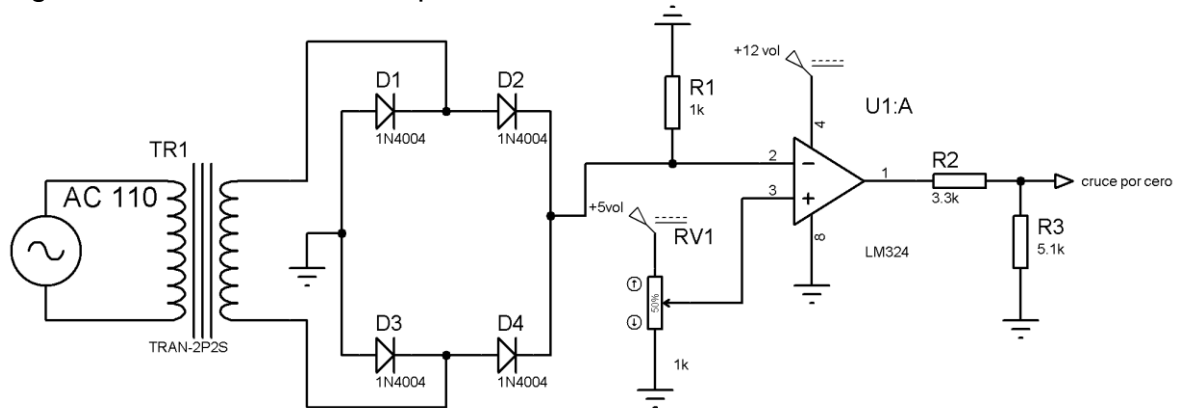 TR1
AC 110
TRAN-2P2S
D1
1N4004
D2
1N4004
D3
1N4004
D4
1N4004
R1
1k
+12 vol
4
U1:A
2
3
1
8
LM324
+5vol
RV1
50%
1k
R2
3.3k
cruce por cero
R3
5.1k